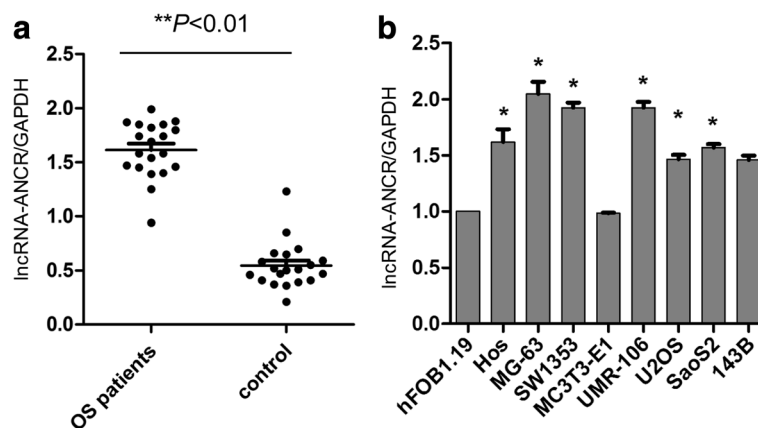 a
**P<0.01
lncRNA-ANCR/GAPDH
2.5
2.0
1.5
1.0
0.5
0.0
OS patients
control
b
lncRNA-ANCR/GAPDH
2.5
2.0
1.5
1.0
0.5
0.0
*
*
*
*
*
*
hFOB1.19
Hos
MG-63
SW1353
MC3T3-E1
UMR-106
U2OS
SaoS2
143B